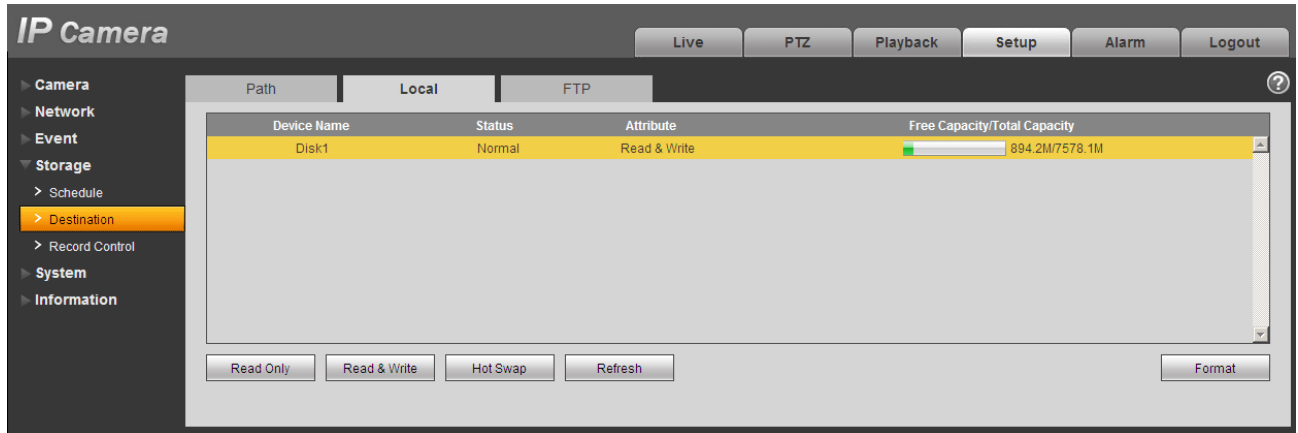 IP Camera
Live PTZ Playback Setup Alarm Logout
Camera
Network
Event
Storage
> Schedule
> Destination
> Record Control
System
Information
Path Local FTP
?
Device Name Status Attribute Free Capacity/Total Capacity
Disk1 Normal Read & Write 894.2M/7578.1M
Read Only Read & Write Hot Swap Refresh Format